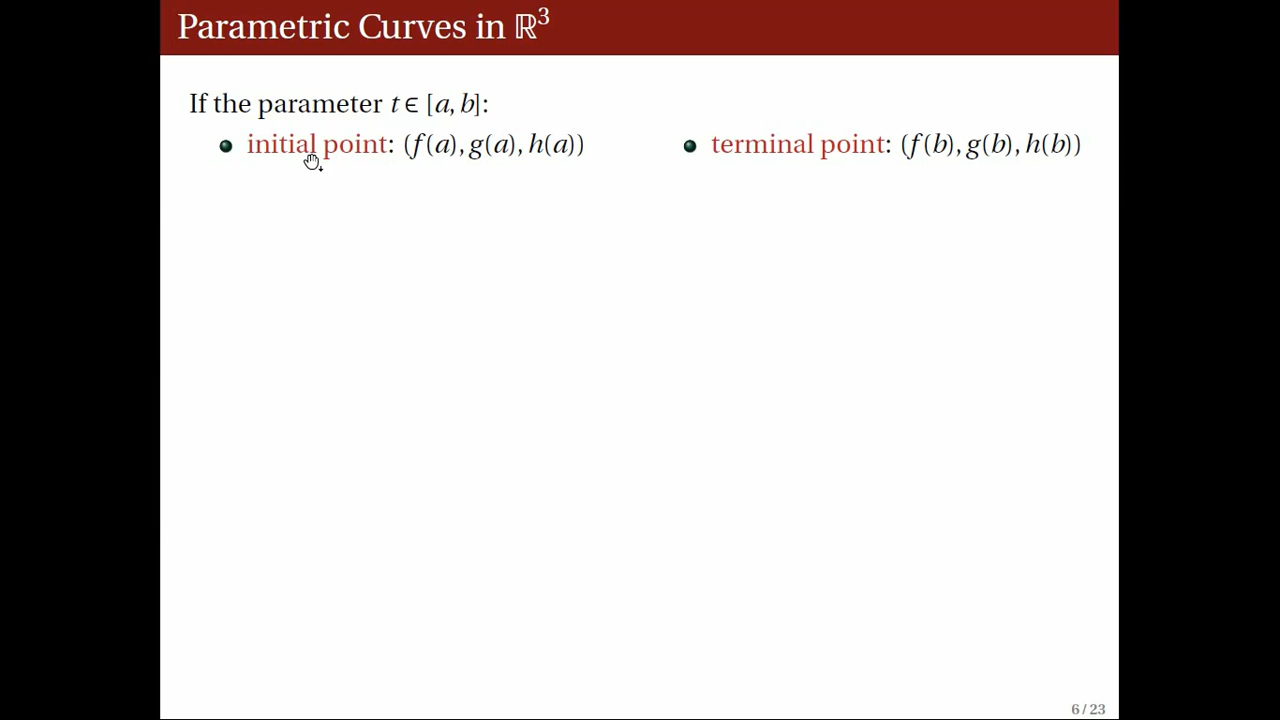 Parametric Curves in ℝ³
If the parameter t ∈ [a, b]:
initial point: (f(a), g(a), h(a))
terminal point: (f(b), g(b), h(b))
6 / 23